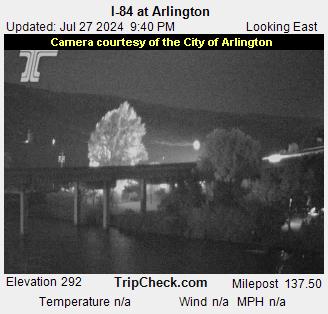 I-84 at Arlington
Updated: Jul 27 2024 9:40 PM Looking East
Camera courtesy of the City of Arlington
Elevation 292 TripCheck.com Milepost 137.50
Temperature n/a Wind n/a MPH n/a